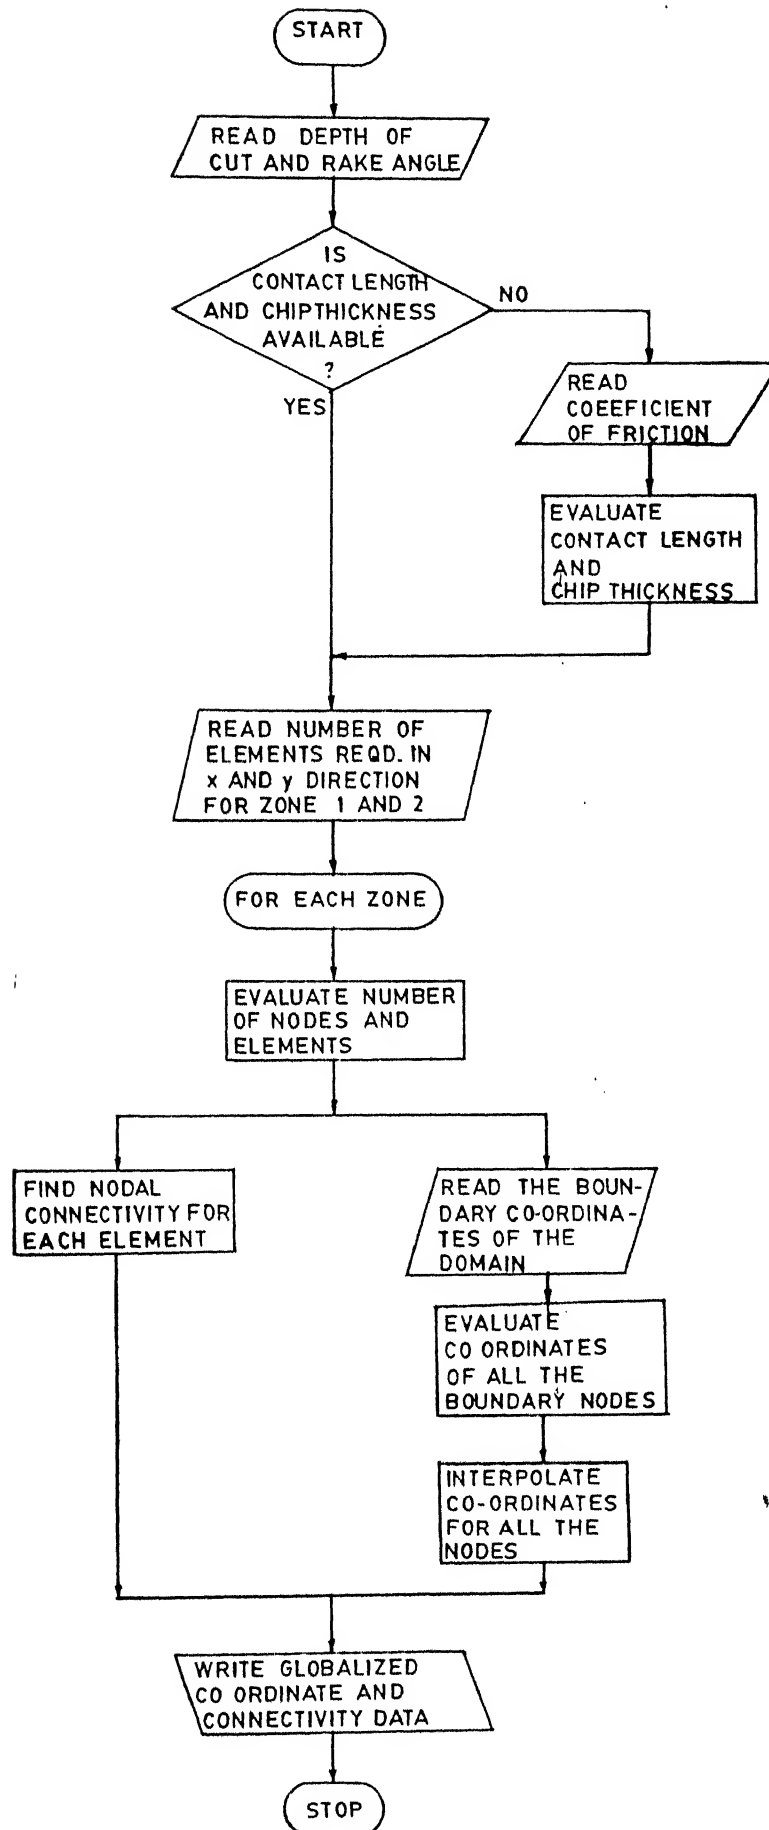 START
READ DEPTH OF
CUT AND RAKE ANGLE
IS
CONTACT LENGTH
AND CHIPTHICKNESS
AVAILABLE
?
NO
YES
READ
COEEFICIENT
OF FRICTION
EVALUATE
CONTACT LENGTH
AND
CHIP THICKNESS
READ NUMBER OF
ELEMENTS REQD. IN
x AND y DIRECTION
FOR ZONE 1 AND 2
FOR EACH ZONE
EVALUATE NUMBER
OF NODES AND
ELEMENTS
FIND NODAL
CONNECTIVITY FOR
EACH ELEMENT
READ THE BOUN-
DARY CO-ORDINA-
TES OF THE
DOMAIN
EVALUATE
CO ORDINATES
OF ALL THE
BOUNDARY NODES
INTERPOLATE
CO-ORDINATES
FOR ALL THE
NODES
WRITE GLOBALIZED
CO ORDINATE AND
CONNECTIVITY DATA
STOP